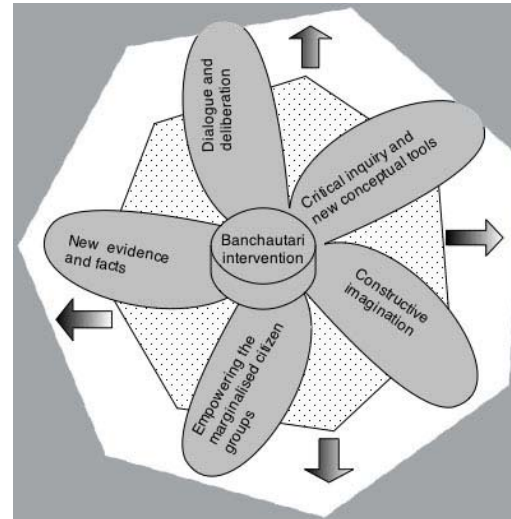 Dialogue and
deliberation
Critical inquiry and
new conceptual tools
New evidence
and facts
Banchautari
intervention
Constructive
imagination
Empowering the
marginalised citizen
groups